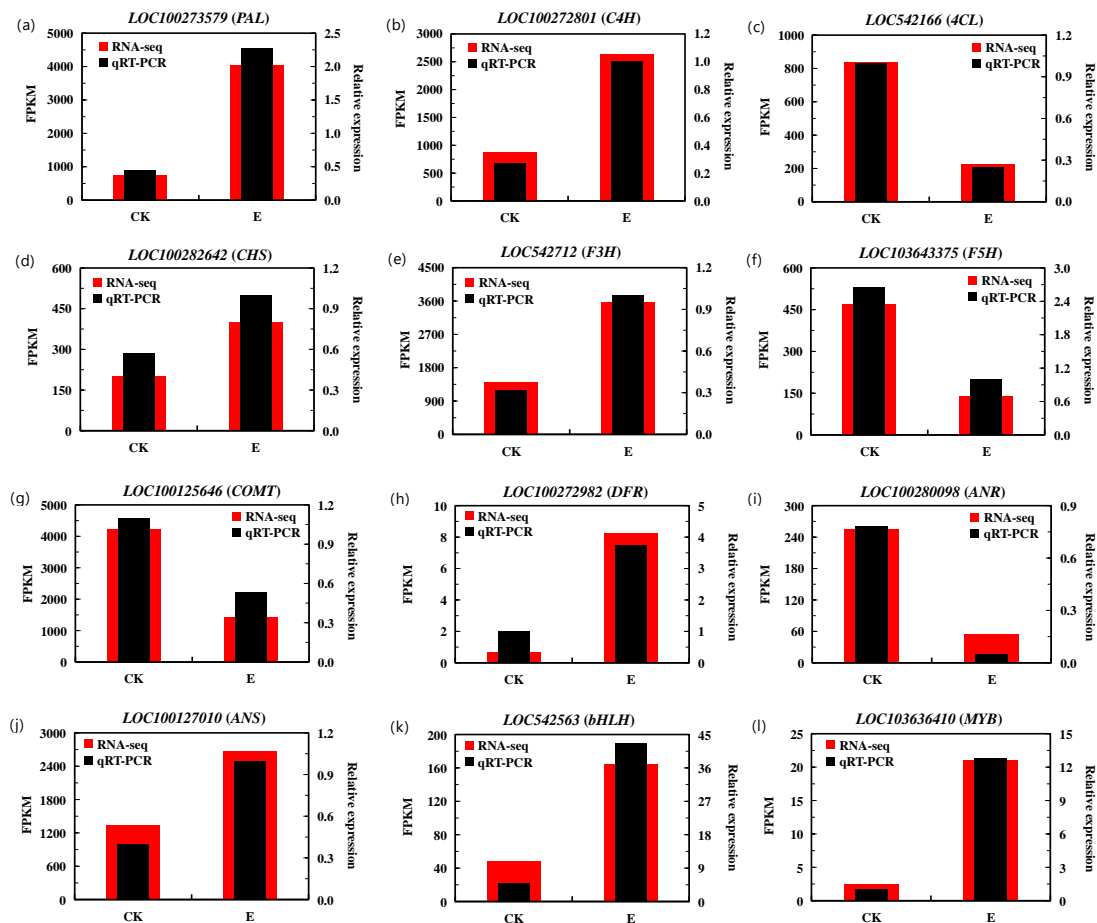 (a) LOC100273579 (PAL)
5000
4000
3000
2000
1000
0
FPKM
RNA-seq
qRT-PCR
2.5
2.0
1.5
1.0
0.5
0.0
Relative expression
CK E
(b) LOC100272801 (C4H)
3000
2500
2000
1500
1000
500
0
FPKM
RNA-seq
qRT-PCR
1.2
1.0
0.8
0.6
0.4
0.2
0.0
Relative expression
CK E
(c) LOC542166 (4CL)
1000
800
600
400
200
0
FPKM
RNA-seq
qRT-PCR
1.2
0.9
0.6
0.3
0.0
Relative expression
CK E
(d) LOC100282642 (CHS)
600
450
300
150
0
FPKM
RNA-seq
qRT-PCR
1.2
0.9
0.6
0.3
0.0
Relative expression
CK E
(e) LOC542712 (F3H)
4500
3600
2700
1800
900
0
FPKM
RNA-seq
qRT-PCR
1.2
0.9
0.6
0.3
0.0
Relative expression
CK E
(f) LOC103643375 (F5H)
600
450
300
150
0
FPKM
RNA-seq
qRT-PCR
3.0
2.4
1.8
1.2
0.6
0.0
Relative expression
CK E
(g) LOC100125646 (COMT)
5000
4000
3000
2000
1000
0
FPKM
RNA-seq
qRT-PCR
1.2
0.9
0.6
0.3
0.0
Relative expression
CK E
(h) LOC100272982 (DFR)
10
8
6
4
2
0
FPKM
RNA-seq
qRT-PCR
5
4
3
2
1
0
Relative expression
CK E
(i) LOC100280098 (ANR)
300
240
180
120
60
0
FPKM
RNA-seq
qRT-PCR
0.9
0.6
0.3
0.0
Relative expression
CK E
(j) LOC100127010 (ANS)
3000
2400
1800
1200
600
0
FPKM
RNA-seq
qRT-PCR
1.2
0.9
0.6
0.3
0.0
Relative expression
CK E
(k) LOC542563 (bHLH)
200
160
120
80
40
0
FPKM
RNA-seq
qRT-PCR
45
36
27
18
9
0
Relative expression
CK E
(l) LOC103636410 (MYB)
25
20
15
10
5
0
FPKM
RNA-seq
qRT-PCR
15
12
9
6
3
0
Relative expression
CK E